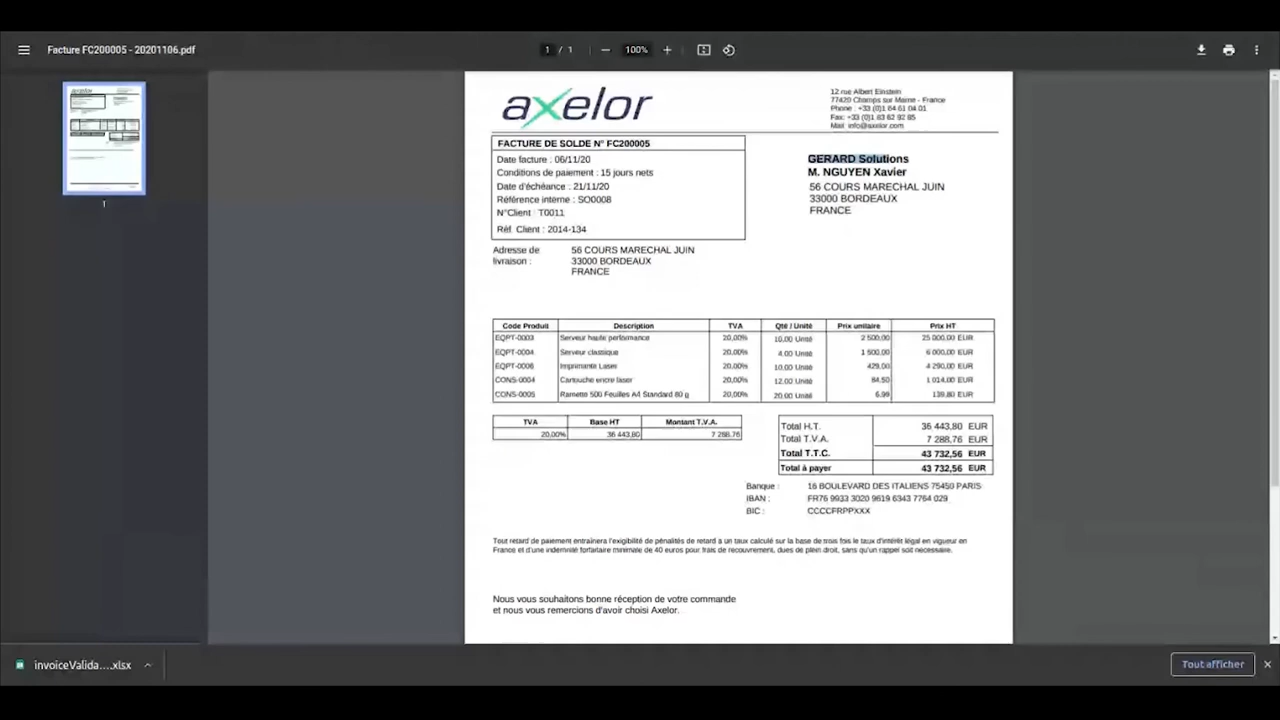 Facture FC200005 - 20201106.pdf
1 / 1
100%
axelor
12 rue Albert Einstein
77420 Champs sur Marne - France
Phone : +33 (0)1 84 61 04 01
Fax: +33 (0)1 83 62 92 85
Mail info@axelor.com
FACTURE DE SOLDE N° FC200005
Date facture : 06/11/20
Conditions de paiement : 15 jours nets
Date d'échéance : 21/11/20
Référence interne : SO0008
N°Client : T0011
Réf. Client : 2014-134
GERARD Solutions
M. NGUYEN Xavier
56 COURS MARECHAL JUIN
33000 BORDEAUX
FRANCE
Adresse de livraison : 56 COURS MARECHAL JUIN
33000 BORDEAUX
FRANCE
Code Produit Description TVA Qté / Unité Prix unitaire Prix HT
EQPT-0003 Serveur haute performance 20,00% 10,00 Unité 2 500,00 25 000,00 EUR
EQPT-0004 Serveur classique 20,00% 4,00 Unité 1 500,00 6 000,00 EUR
EQPT-0006 Imprimante Laser 20,00% 10,00 Unité 429,00 4 290,00 EUR
CONS-0004 Cartouche encre laser 20,00% 12,00 Unité 84,50 1 014,00 EUR
CONS-0005 Ramette 500 Feuilles A4 Standard 80 g 20,00% 20,00 Unité 6,99 139,80 EUR
TVA Base HT Montant T.V.A.
20,00% 36 443,80 7 288,76
Total H.T. 36 443,80 EUR
Total T.V.A. 7 288,76 EUR
Total T.T.C. 43 732,56 EUR
Total à payer 43 732,56 EUR
Banque : 16 BOULEVARD DES ITALIENS 75450 PARIS
IBAN : FR76 9933 3020 9619 6343 7764 029
BIC : CCCCFRPPXXX
Tout retard de paiement entraînera l'exigibilité de pénalités de retard à un taux calculé sur la base de trois fois le taux d'intérêt légal en vigueur en
France et d'une indemnité forfaitaire minimale de 40 euros pour frais de recouvrement, dues de plein droit, sans qu'un rappel soit nécessaire.
Nous vous souhaitons bonne réception de votre commande
et nous vous remercions d'avoir choisi Axelor.
1
invoiceValida....xlsx
Tout afficher